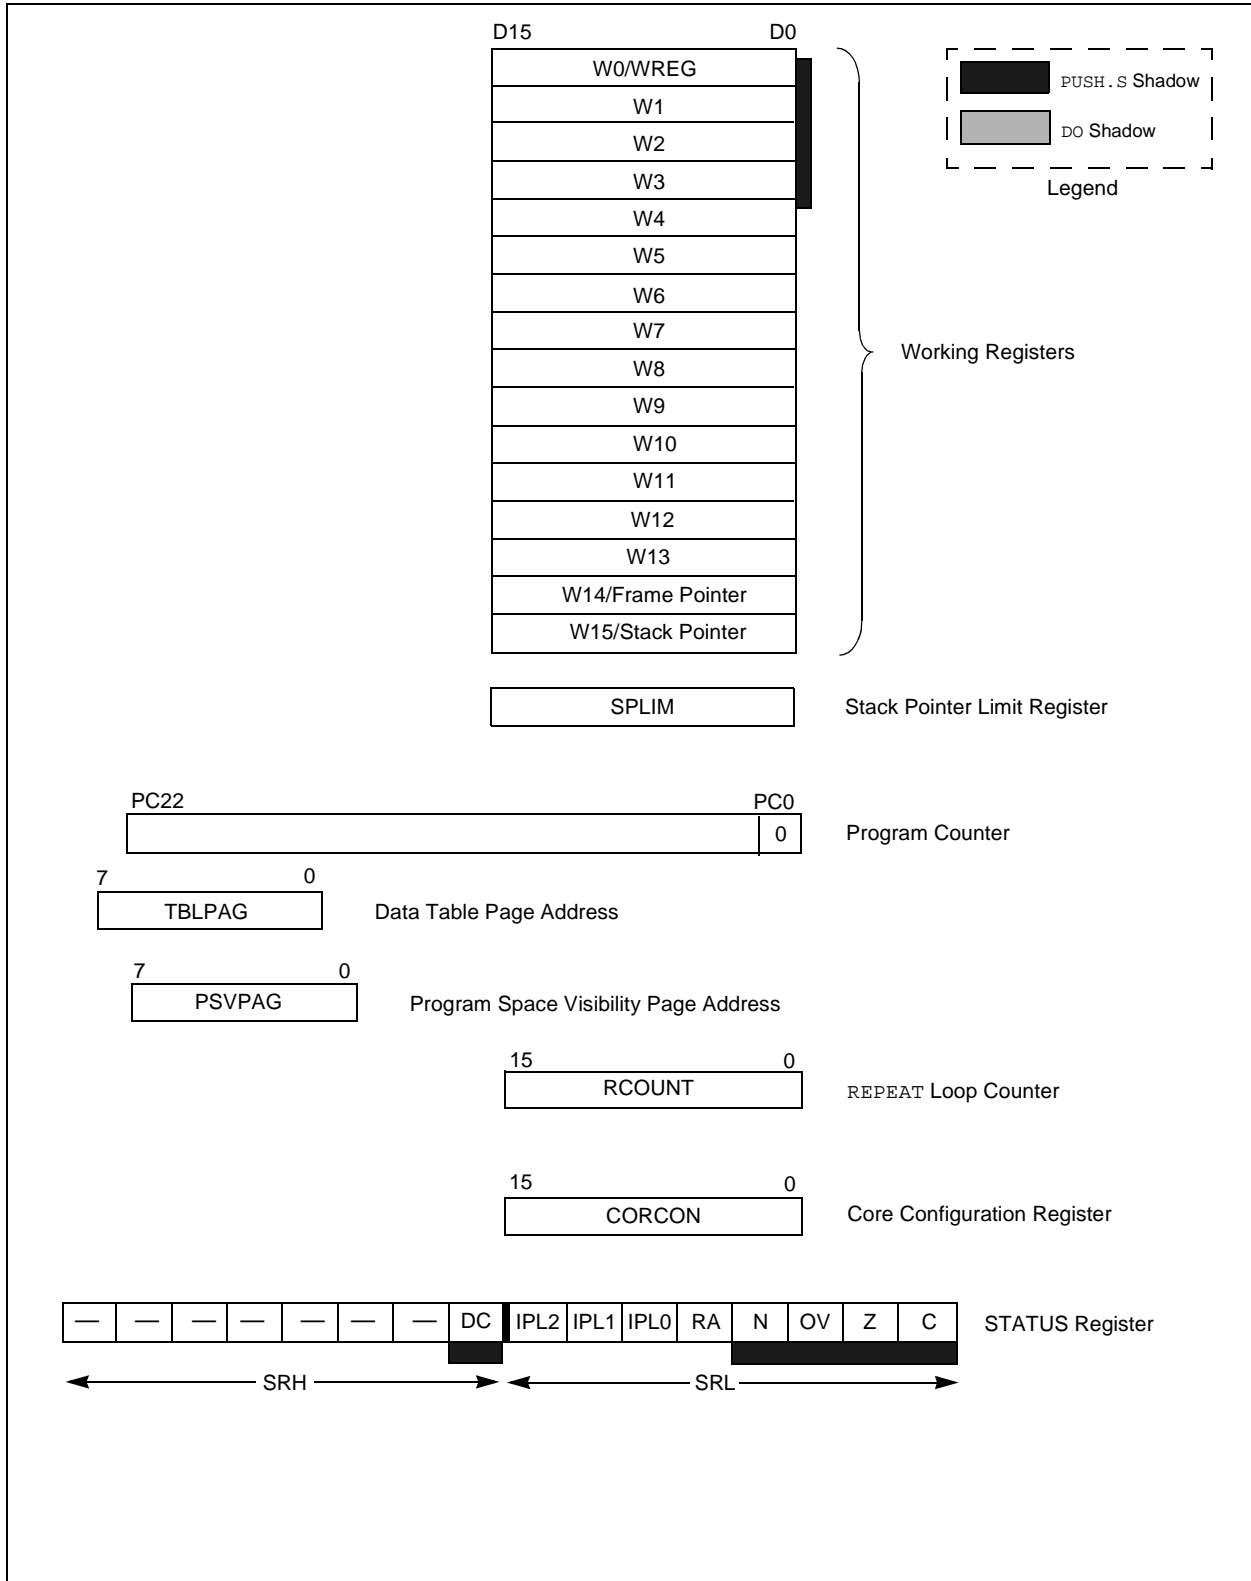 D15 D0
W0/WREG
W1
W2
W3
W4
W5
W6
W7
W8
W9
W10
W11
W12
W13
W14/Frame Pointer
W15/Stack Pointer
PUSH.S Shadow
DO Shadow
Legend
Working Registers
SPLIM Stack Pointer Limit Register
PC22 PC0
0 Program Counter
7 0
TBLPAG Data Table Page Address
7 0
PSVPAG Program Space Visibility Page Address
15 0
RCOUNT REPEAT Loop Counter
15 0
CORCON Core Configuration Register
— — — — — — — DC IPL2 IPL1 IPL0 RA N OV Z C STATUS Register
SRH SRL